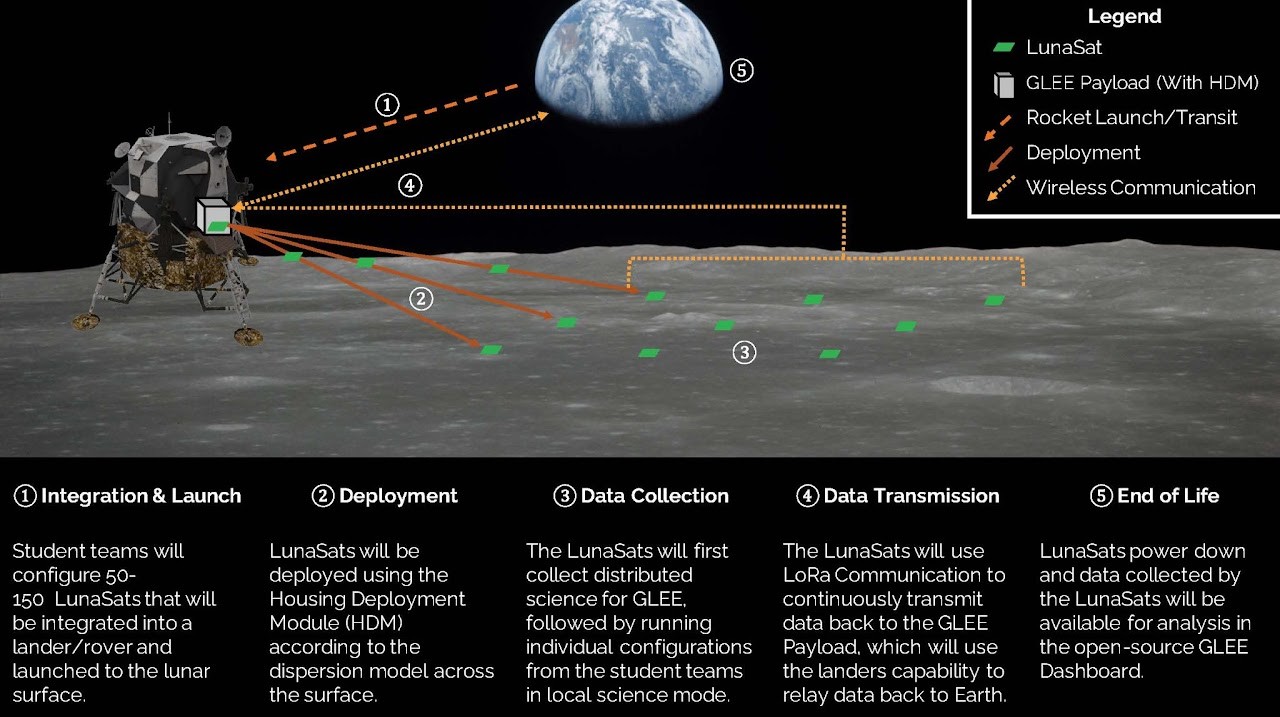 Legend
LunaSat
GLEE Payload (With HDM)
Rocket Launch/Transit
Deployment
Wireless Communication
①
②
③
④
⑤
① Integration & Launch
Student teams will
configure 50-
150 LunaSats that will
be integrated into a
lander/rover and
launched to the lunar
surface.
② Deployment
LunaSats will be
deployed using the
Housing Deployment
Module (HDM)
according to the
dispersion model across
the surface.
③ Data Collection
The LunaSats will first
collect distributed
science for GLEE,
followed by running
individual configurations
from the student teams
in local science mode.
④ Data Transmission
The LunaSats will use
LoRa Communication to
continuously transmit
data back to the GLEE
Payload, which will use
the landers capability to
relay data back to Earth.
⑤ End of Life
LunaSats power down
and data collected by
the LunaSats will be
available for analysis in
the open-source GLEE
Dashboard.